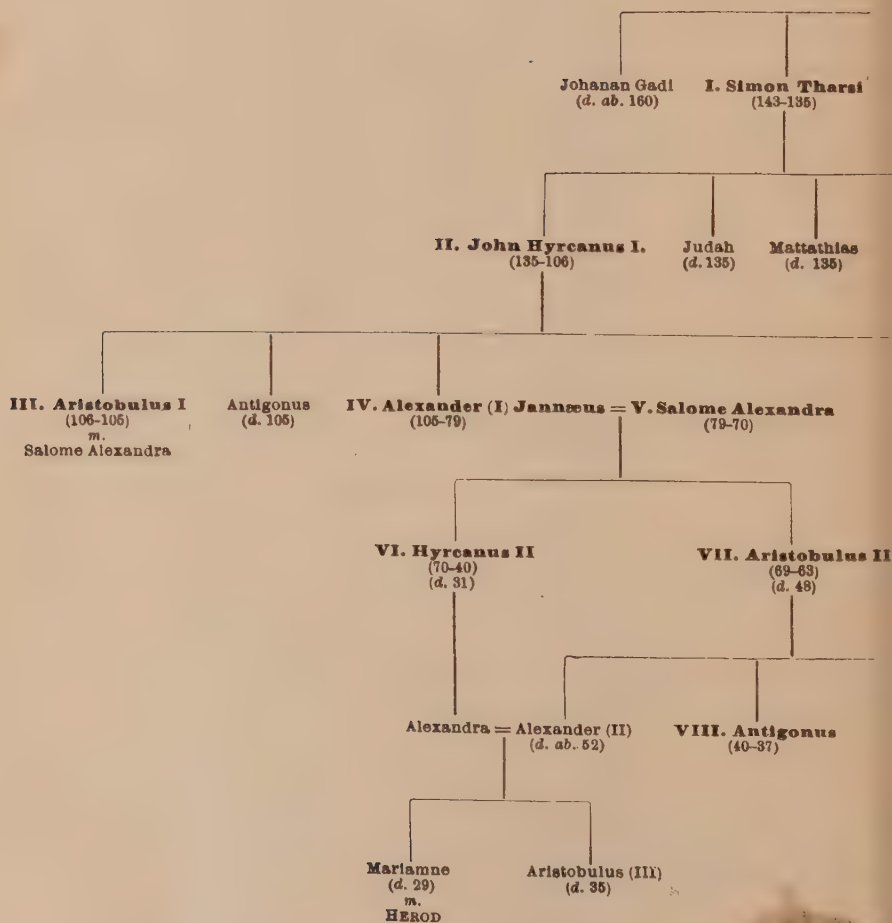 Johanan Gadi I. Simon Tharsi
(d. ab. 160) (143–135)
II. John Hyrcanus I. Judah Mattathias
(135–106) (d. 135) (d. 135)
III. Aristobulus I Antigonus IV. Alexander (I) Jannæus = V. Salome Alexandra
(106–105) (d. 105) (105–79) (79–70)
m.
Salome Alexandra
VI. Hyrcanus II VII. Aristobulus II
(70–40) (69–63)
(d. 31) (d. 48)
Alexandra = Alexander (II) VIII. Antigonus
(d. ab. 52) (40–37)
Mariamne Aristobulus (III)
(d. 29) (d. 35)
m.
HEROD